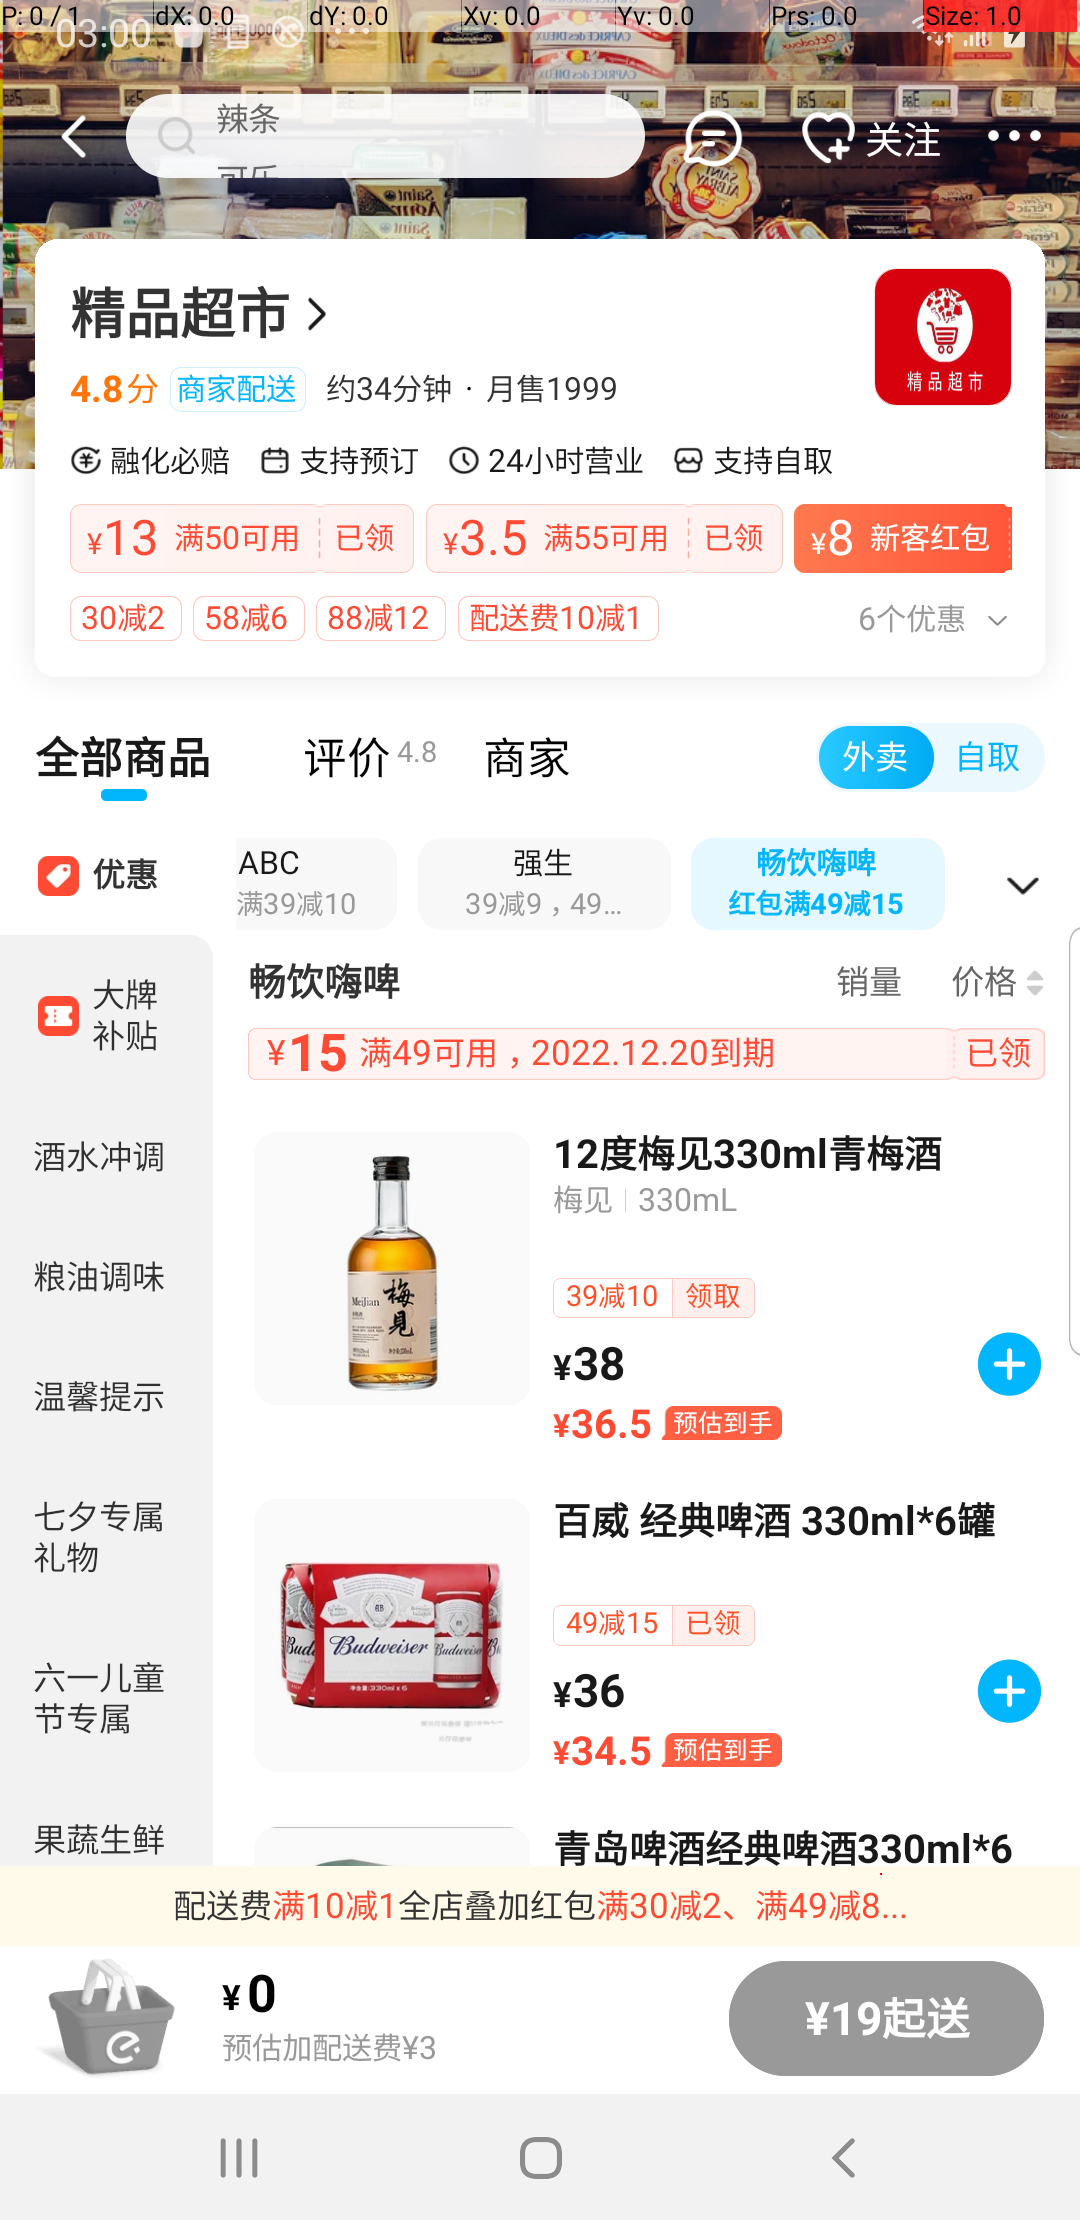 P: 0 / 1 dX: 0.0 dY: 0.0 Xv: 0.0 Yv: 0.0 Prs: 0.0 Size: 1.0
03:00
辣条
可乐
关注
精品超市
精品超市
4.8分 商家配送 约34分钟 · 月售1999
融化必赔 支持预订 24小时营业 支持自取
¥13 满50可用 已领 ¥3.5 满55可用 已领 ¥8 新客红包
30减2 58减6 88减12 配送费10减1 6个优惠
全部商品 评价 4.8 商家 外卖 自取
优惠
ABC
满39减10
强生
39减9，49...
畅饮嗨啤
红包满49减15
大牌
补贴
酒水冲调
粮油调味
温馨提示
七夕专属
礼物
六一儿童
节专属
果蔬生鲜
畅饮嗨啤 销量 价格
¥15 满49可用，2022.12.20到期 已领
MeiJian
梅見
12度梅见330ml青梅酒
梅见 330mL
39减10 领取
¥38
¥36.5 预估到手
Budweiser
净含量:330ml x 6
百威 经典啤酒 330ml*6罐
49减15 已领
¥36
¥34.5 预估到手
青岛啤酒经典啤酒330ml*6
配送费满10减1全店叠加红包满30减2、满49减8...
¥0
预估加配送费¥3
¥19起送